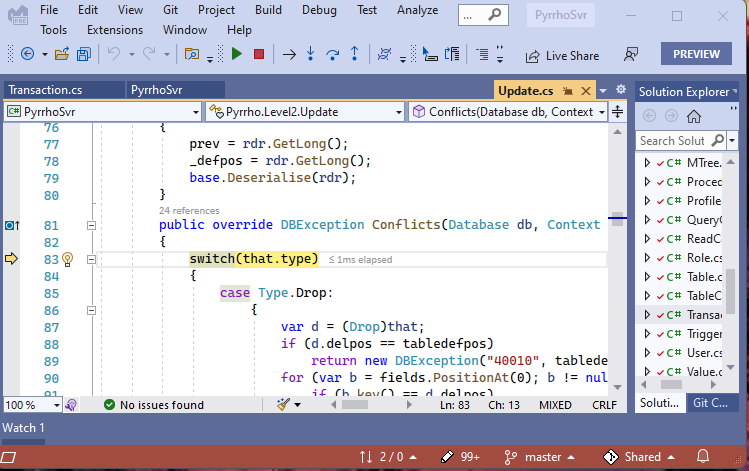 File Edit View Git Project Build Debug Test Analyze
Tools Extensions Window Help
... PyrrhoSvr
PRE
Live Share PREVIEW
Transaction.cs PyrrhoSvr Update.cs
Solution Explorer
C# PyrrhoSvr Pyrrho.Level2.Update Conflicts(Database db, Context
Search Solut
76 {
77 prev = rdr.GetLong();
78 _defpos = rdr.GetLong();
79 base.Deserialise(rdr);
80 }
24 references
81 public override DBException Conflicts(Database db, Context
82 {
83 switch(that.type) ≤ 1ms elapsed
84 {
85 case Type.Drop:
86 {
87 var d = (Drop)that;
88 if (d.delpos == tabledefpos)
89 return new DBException("40010", tablede
90 for (var b = fields.PositionAt(0); b != nul
91 if (b.key() == d.delpos)
C# MTree.
C# Proced
C# Profile
C# QueryC
C# ReadC
C# Role.cs
C# Table.c
C# TableC
C# Transac
C# Trigger
C# User.cs
C# Value.c
100 % No issues found Ln: 83 Ch: 13 MIXED CRLF
Soluti... Git C...
Watch 1
2 / 0 99+ master Shared